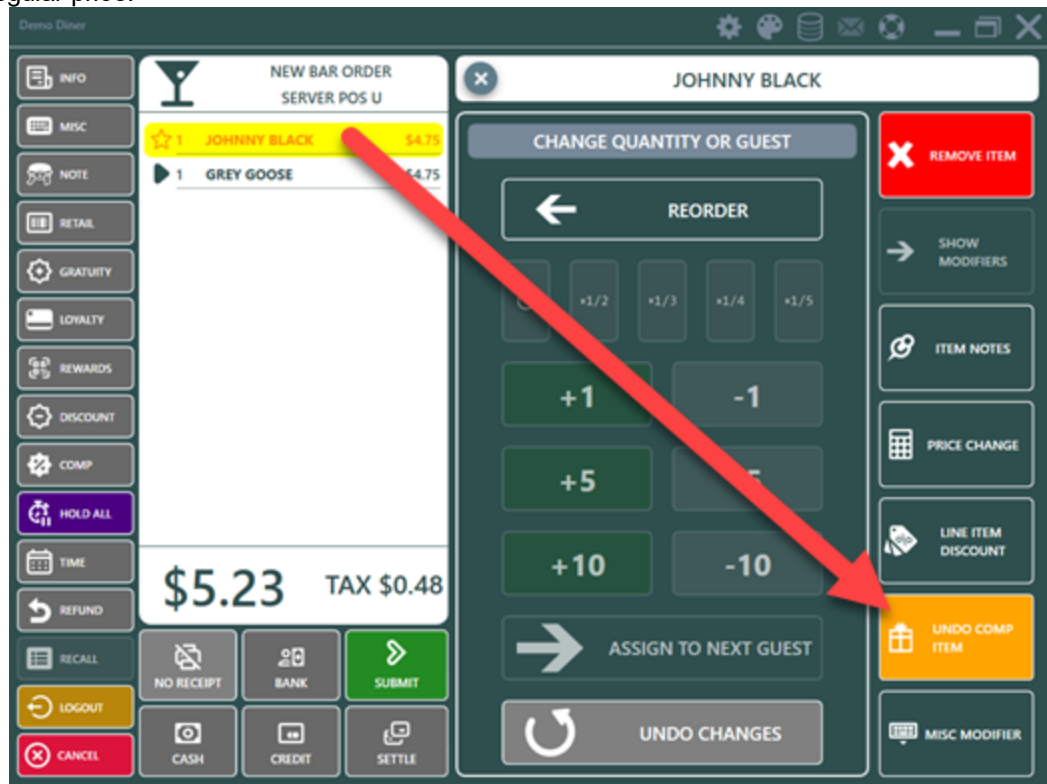 Demo Diner
INFO
MISC
NOTE
RETAIL
GRATUITY
LOYALTY
REWARDS
DISCOUNT
COMP
HOLD ALL
TIME
REFUND
RECALL
LOGOUT
CANCEL
NEW BAR ORDER
SERVER POS U
1 JOHNNY BLACK $4.75
1 GREY GOOSE $4.75
$5.23 TAX $0.48
NO RECEIPT
BANK
SUBMIT
CASH
CREDIT
SETTLE
JOHNNY BLACK
CHANGE QUANTITY OR GUEST
REORDER
×1/2 ×1/3 ×1/4 ×1/5
+1 -1
+5
+10 -10
ASSIGN TO NEXT GUEST
UNDO CHANGES
REMOVE ITEM
SHOW
MODIFIERS
ITEM NOTES
PRICE CHANGE
LINE ITEM
DISCOUNT
UNDO COMP
ITEM
MISC MODIFIER